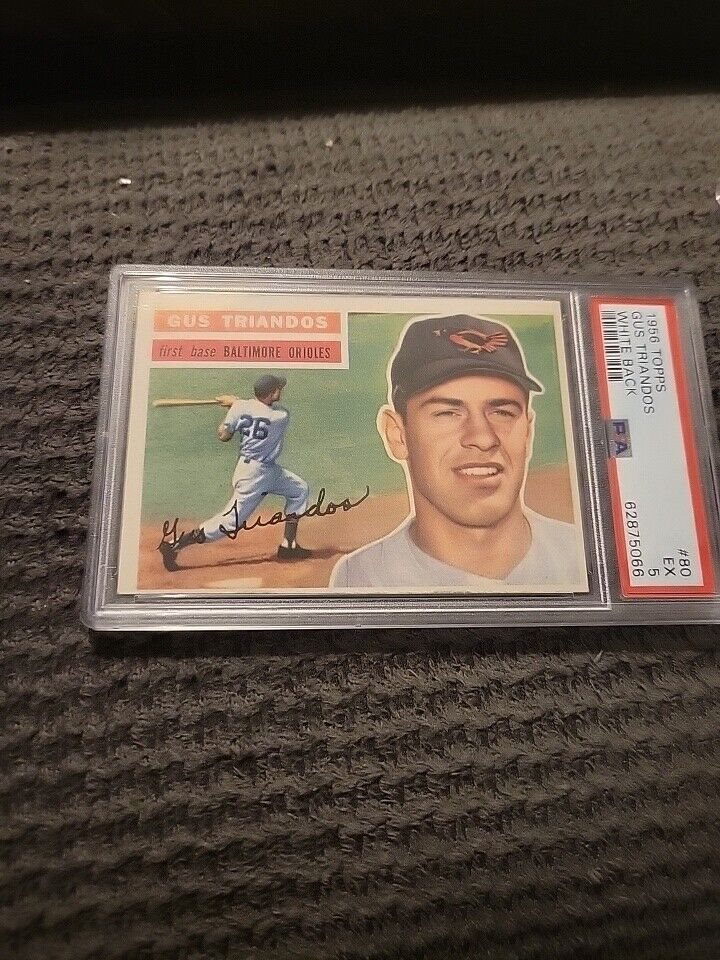 GUS TRIANDOS
first base BALTIMORE ORIOLES
26
Gus Triandos
1956 TOPPS
GUS TRIANDOS
WHITE BACK
PSA
#80
EX
5
62875066